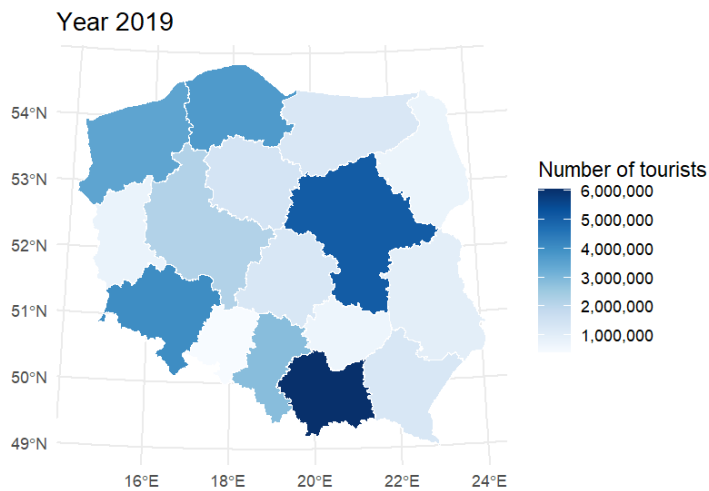 Year 2019
54°N
53°N
52°N
51°N
50°N
49°N
16°E
18°E
20°E
22°E
24°E
Number of tourists
6,000,000
5,000,000
4,000,000
3,000,000
2,000,000
1,000,000